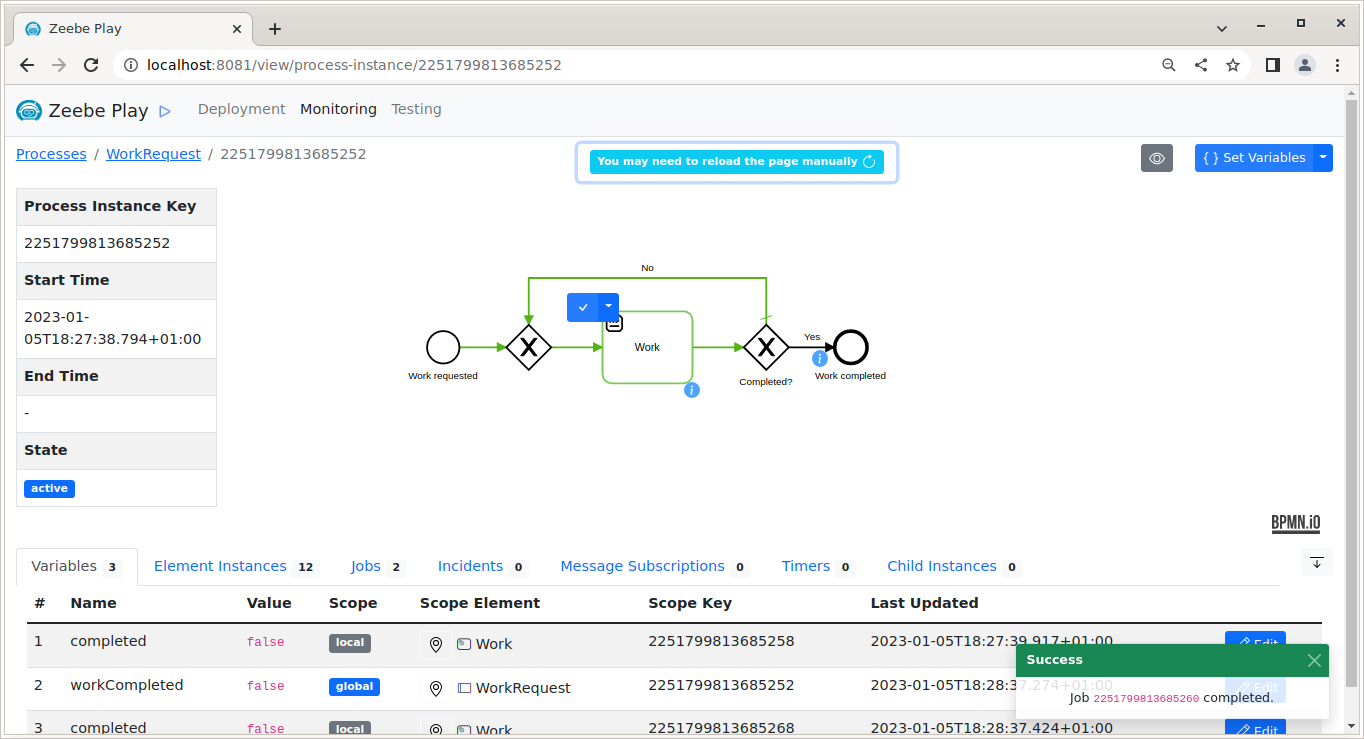 Zeebe Play
localhost:8081/view/process-instance/2251799813685252
Zeebe Play Deployment Monitoring Testing
Processes / WorkRequest / 2251799813685252
You may need to reload the page manually
{ } Set Variables
Process Instance Key
2251799813685252
Start Time
2023-01-
05T18:27:38.794+01:00
End Time
-
State
active
No
Work requested
Work
Completed?
Yes
Work completed
BPMN.iO
Variables 3 Element Instances 12 Jobs 2 Incidents 0 Message Subscriptions 0 Timers 0 Child Instances 0
# Name Value Scope Scope Element Scope Key Last Updated
1 completed false local Work 2251799813685258 2023-01-05T18:27:39.917+01:00 Edit
2 workCompleted false global WorkRequest 2251799813685252 2023-01-05T18:28:37.274+01:00 Edit
3 completed false local Work 2251799813685268 2023-01-05T18:28:37.424+01:00 Edit
Success
Job 2251799813685260 completed.